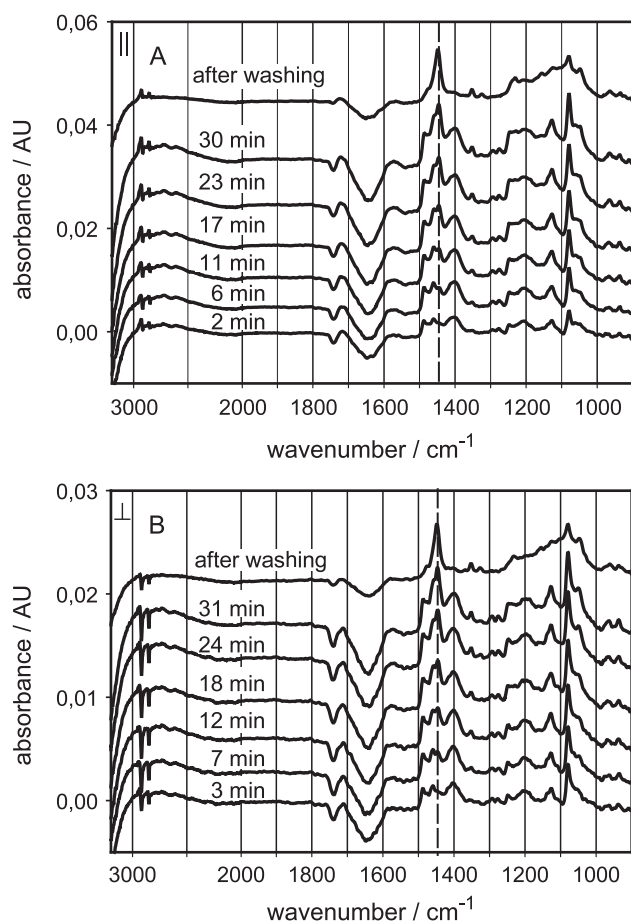 0,06
|| A
after washing
0,04
30 min
23 min
0,02
17 min
11 min
6 min
0,00
2 min
absorbance / AU
3000 2000 1800 1600 1400 1200 1000
wavenumber / cm⁻¹
0,03
⊥ B
after washing
0,02
31 min
24 min
0,01
18 min
12 min
7 min
0,00
3 min
absorbance / AU
3000 2000 1800 1600 1400 1200 1000
wavenumber / cm⁻¹